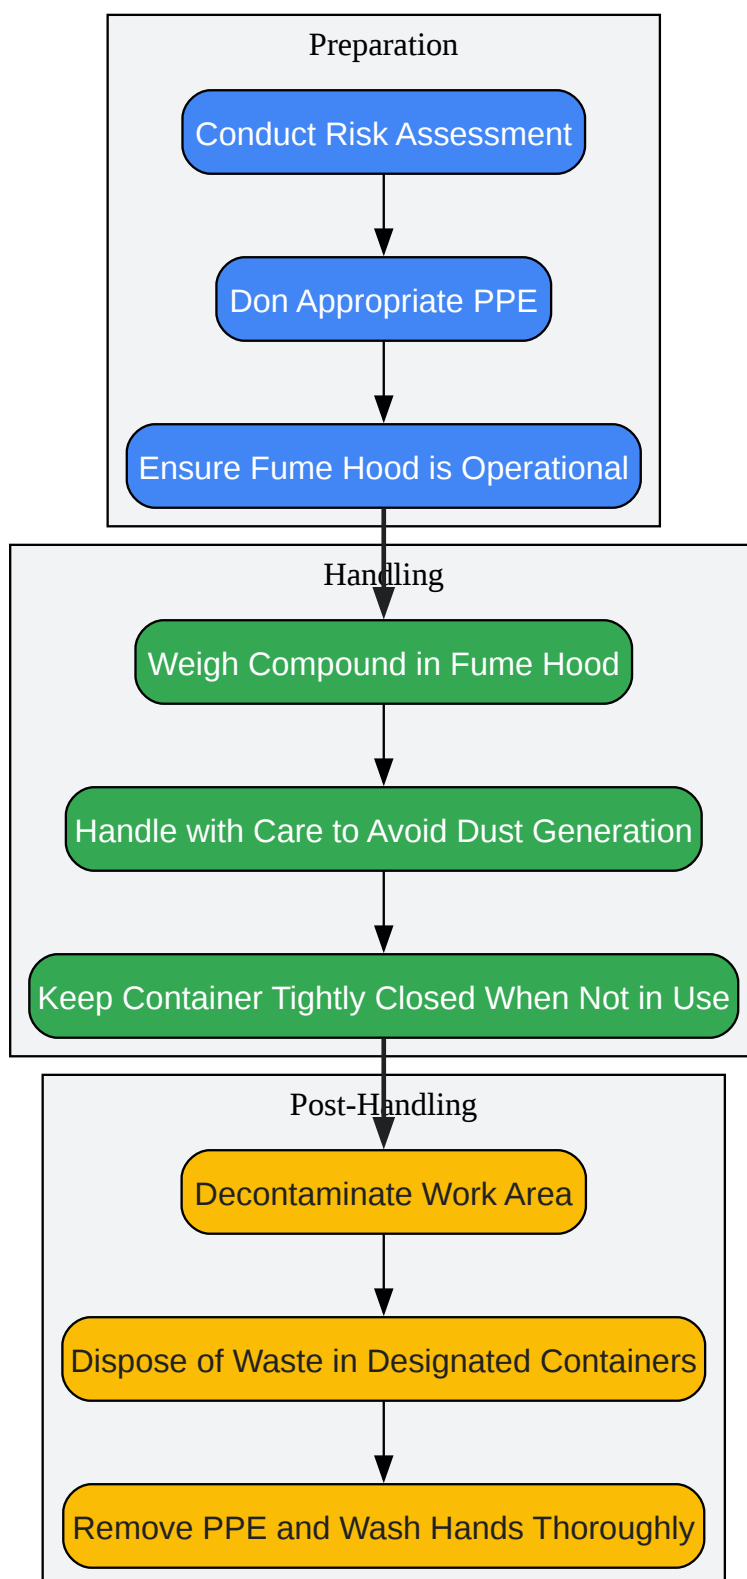 Preparation
Conduct Risk Assessment
Don Appropriate PPE
Ensure Fume Hood is Operational
Handling
Weigh Compound in Fume Hood
Handle with Care to Avoid Dust Generation
Keep Container Tightly Closed When Not in Use
Post-Handling
Decontaminate Work Area
Dispose of Waste in Designated Containers
Remove PPE and Wash Hands Thoroughly